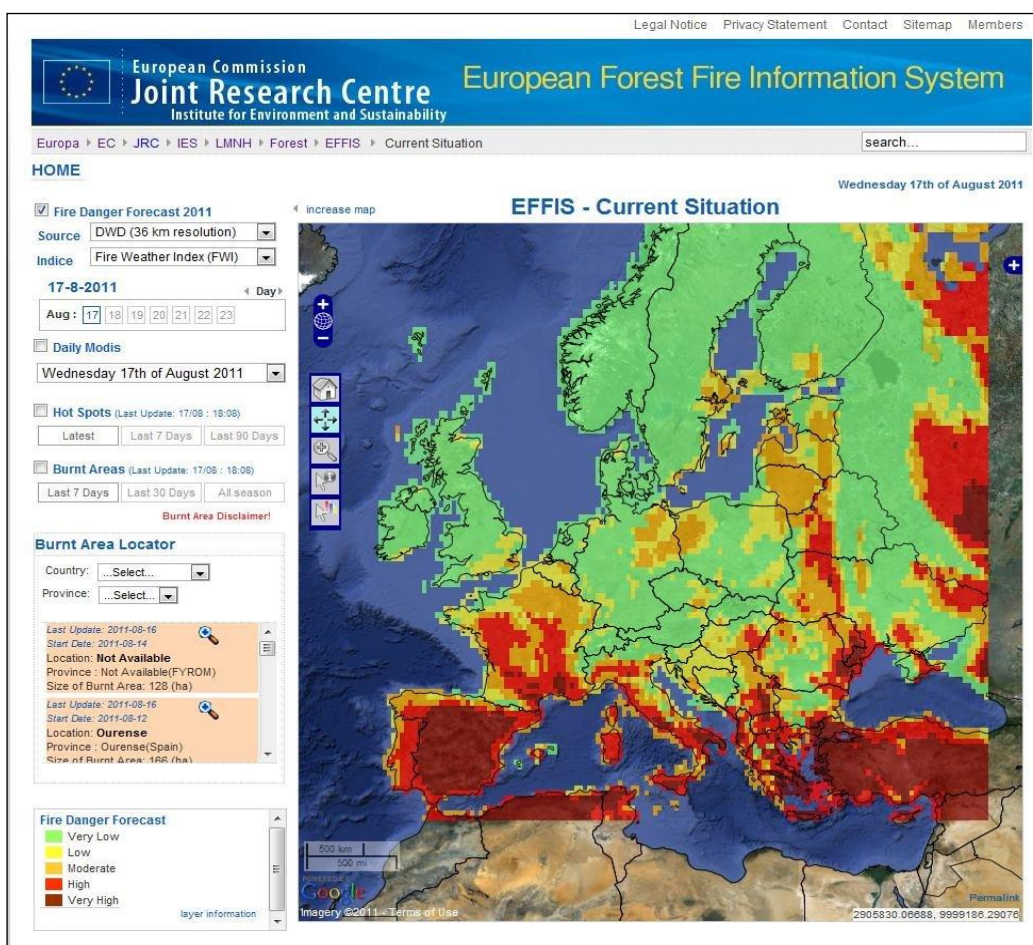 Legal Notice Privacy Statement Contact Sitemap Members
European Commission
Joint Research Centre
Institute for Environment and Sustainability
European Forest Fire Information System
Europa EC JRC IES LMNH Forest EFFIS Current Situation
search...
HOME
Wednesday 17th of August 2011
Fire Danger Forecast 2011
Source DWD (36 km resolution)
Indice Fire Weather Index (FWI)
17-8-2011 Day
Aug : 17 18 19 20 21 22 23
Daily Modis
Wednesday 17th of August 2011
Hot Spots (Last Update: 17/08 : 18:08)
Latest Last 7 Days Last 90 Days
Burnt Areas (Last Update: 17/08 : 18:08)
Last 7 Days Last 30 Days All season
Burnt Area Disclaimer!
Burnt Area Locator
Country: ...Select...
Province: ...Select...
Last Update: 2011-08-16
Start Date: 2011-08-14
Location: Not Available
Province : Not Available(FYROM)
Size of Burnt Area: 128 (ha)
Last Update: 2011-08-16
Start Date: 2011-08-12
Location: Ourense
Province : Ourense(Spain)
Size of Burnt Area: 166 (ha)
Fire Danger Forecast
Very Low
Low
Moderate
High
Very High
layer information
increase map
EFFIS - Current Situation
500 km
500 mi
POWERED BY
Google
Imagery ©2011 - Terms of Use
Permalink
2905830.06688, 9999186.29076